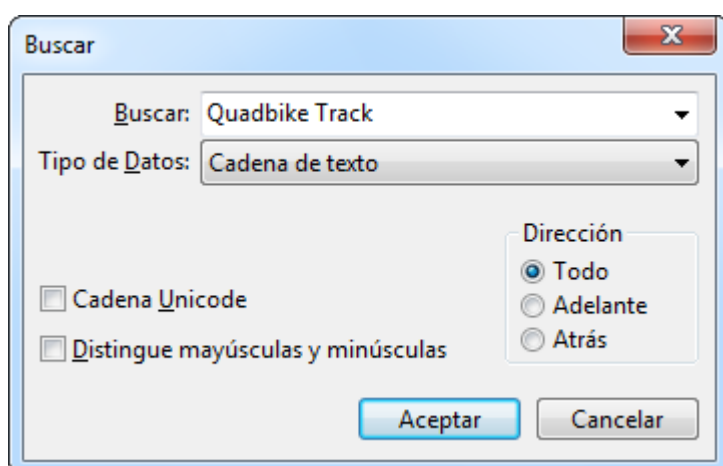 Buscar
Buscar: Quadbike Track
Tipo de Datos: Cadena de texto
Dirección
Todo
Cadena Unicode
Adelante
Distingue mayúsculas y minúsculas
Atrás
Aceptar Cancelar